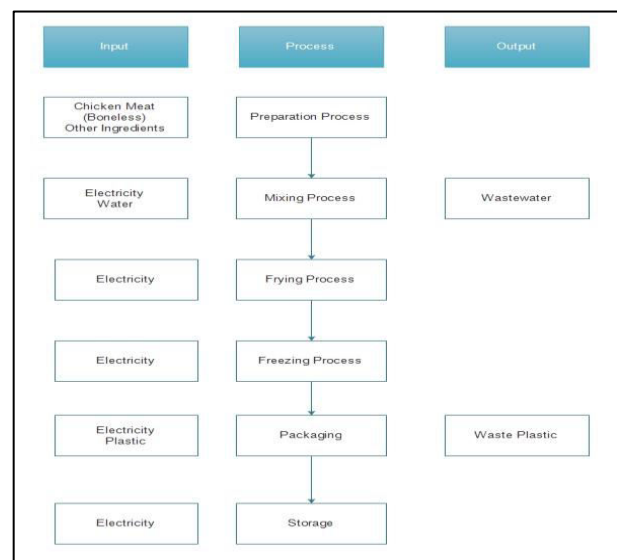 Input
Process
Output
Chicken Meat
(Boneless)
Other Ingredients
Preparation Process
Electricity
Water
Mixing Process
Wastewater
Electricity
Frying Process
Electricity
Freezing Process
Electricity
Plastic
Packaging
Waste Plastic
Electricity
Storage